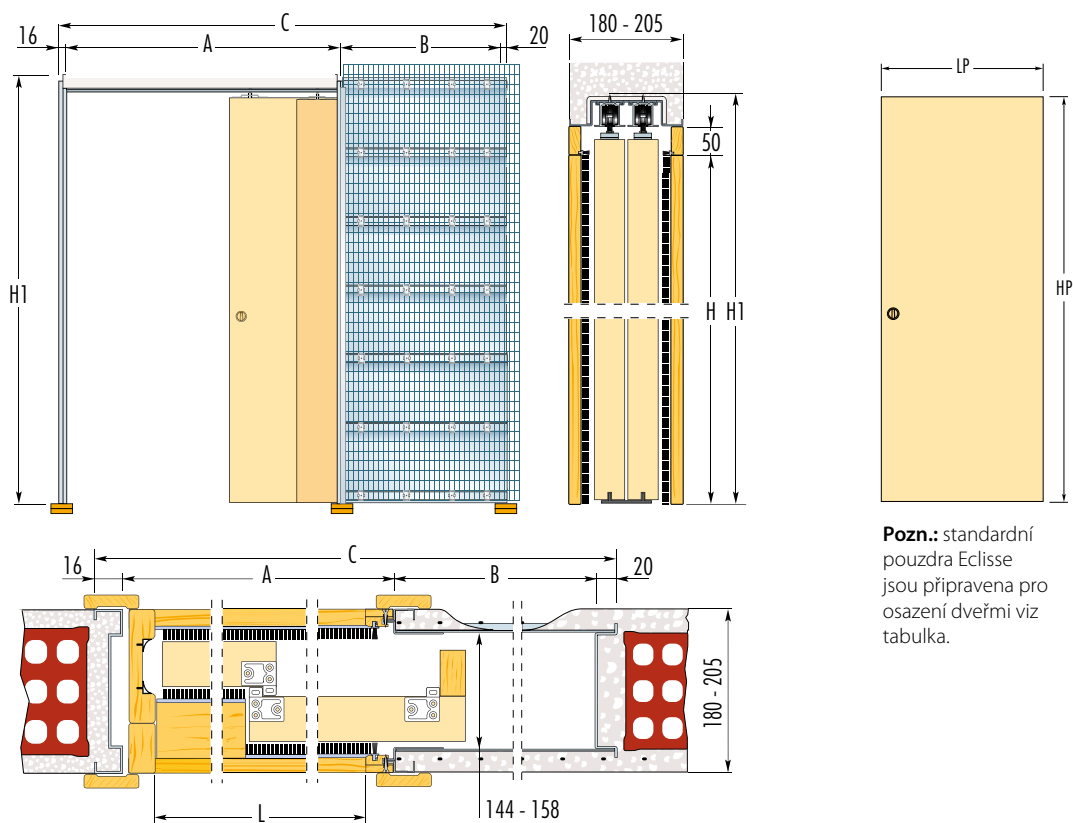 C
16
A
B
20
H1
180 - 205
50
H
H1
LP
HP
Pozn.: standardní
pouzdra Eclisse
jsou připravena pro
osazení dveřmi viz
tabulka.
C
16
A
B
20
180 - 205
L
144 - 158